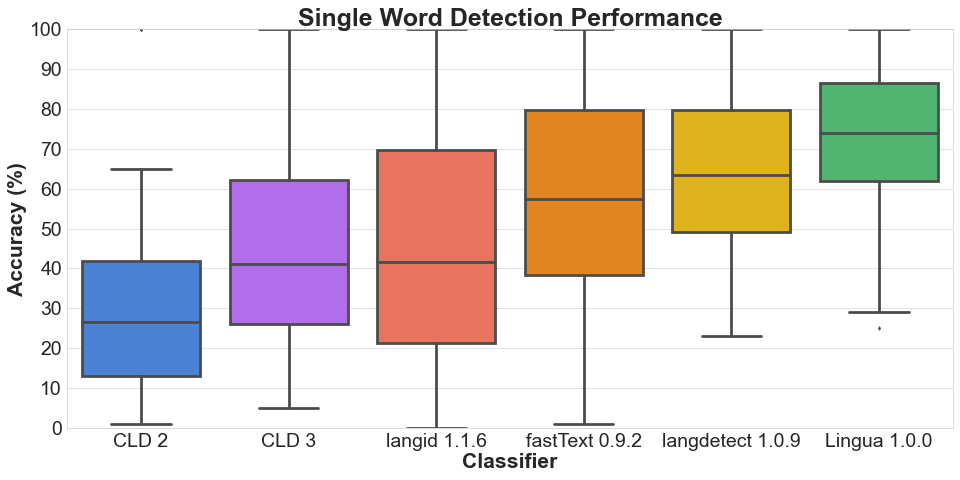 Single Word Detection Performance
100
90
80
70
60
50
40
30
20
10
0
Accuracy (%)
CLD 2 CLD 3 langid 1.1.6 fastText 0.9.2 langdetect 1.0.9 Lingua 1.0.0
Classifier